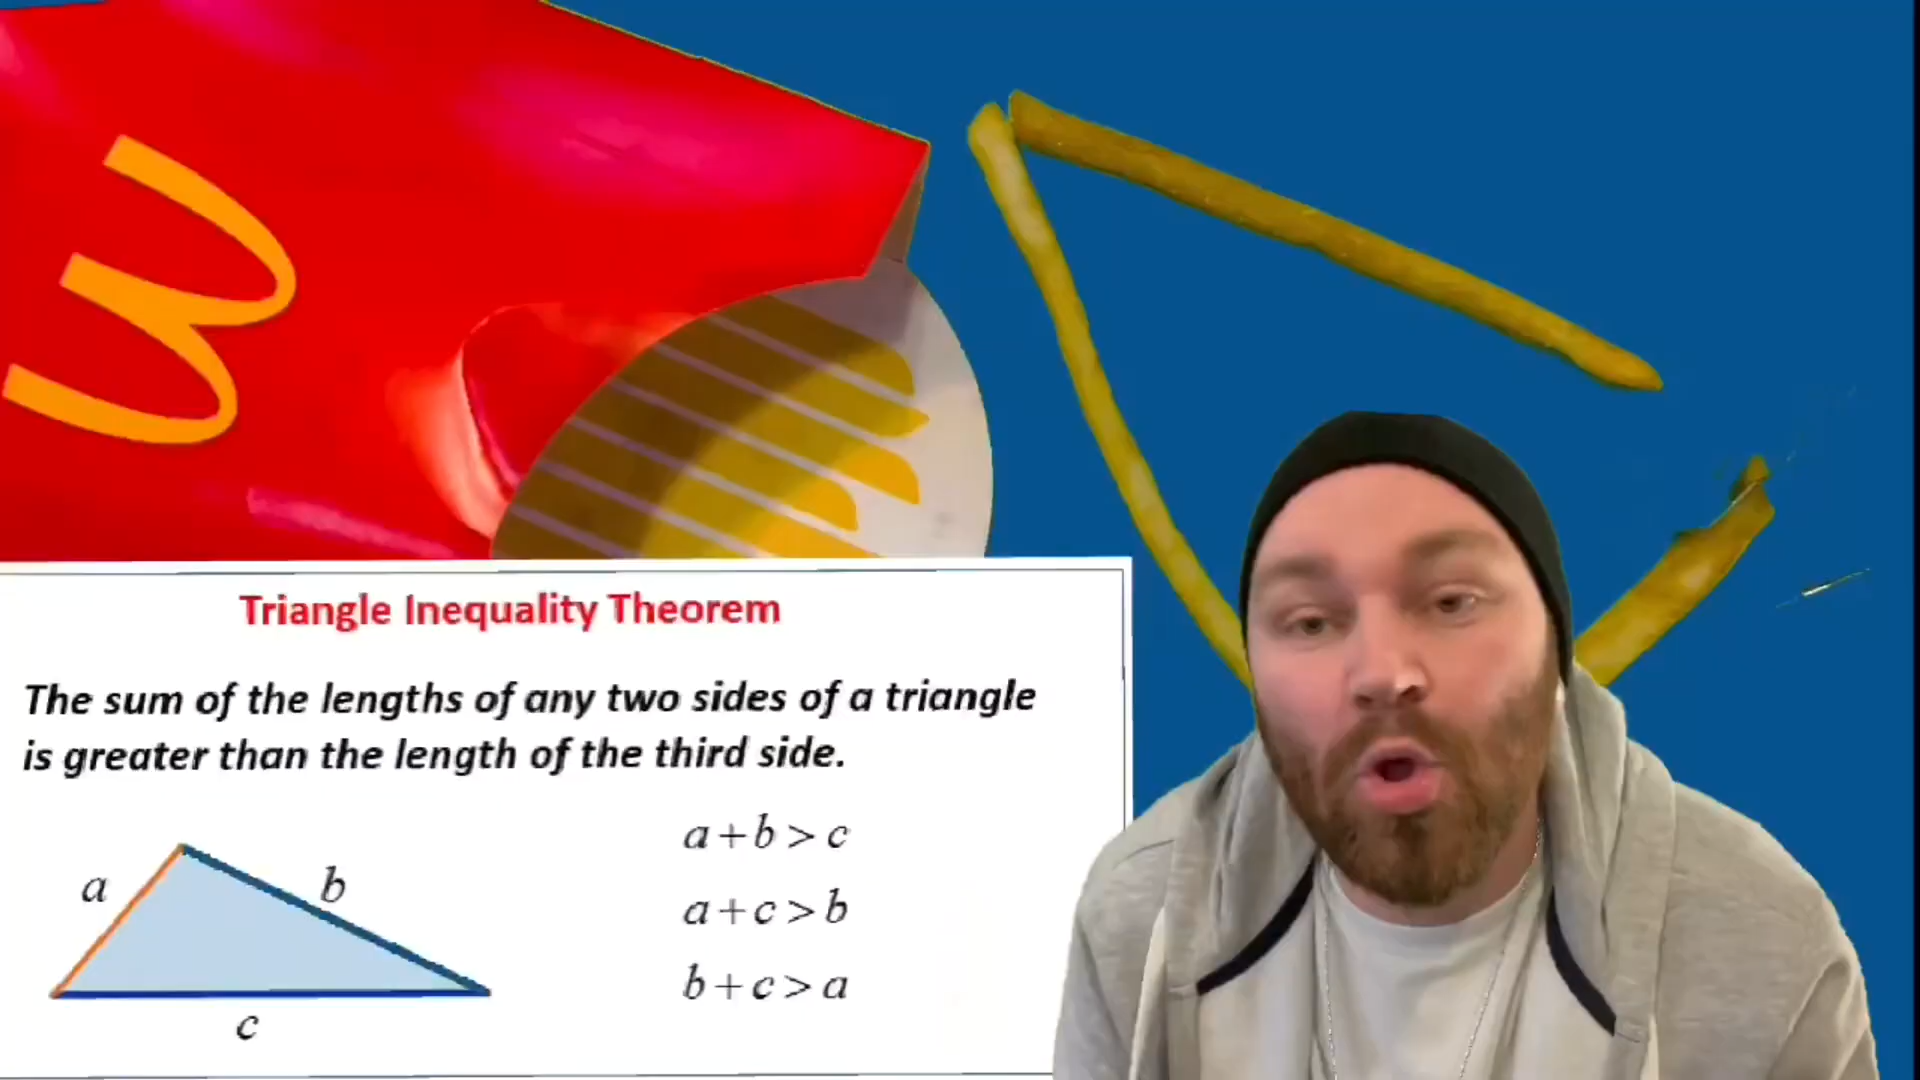 Triangle Inequality Theorem
The sum of the lengths of any two sides of a triangle
is greater than the length of the third side.
a + b > c
a
b
a + c > b
b + c > a
c